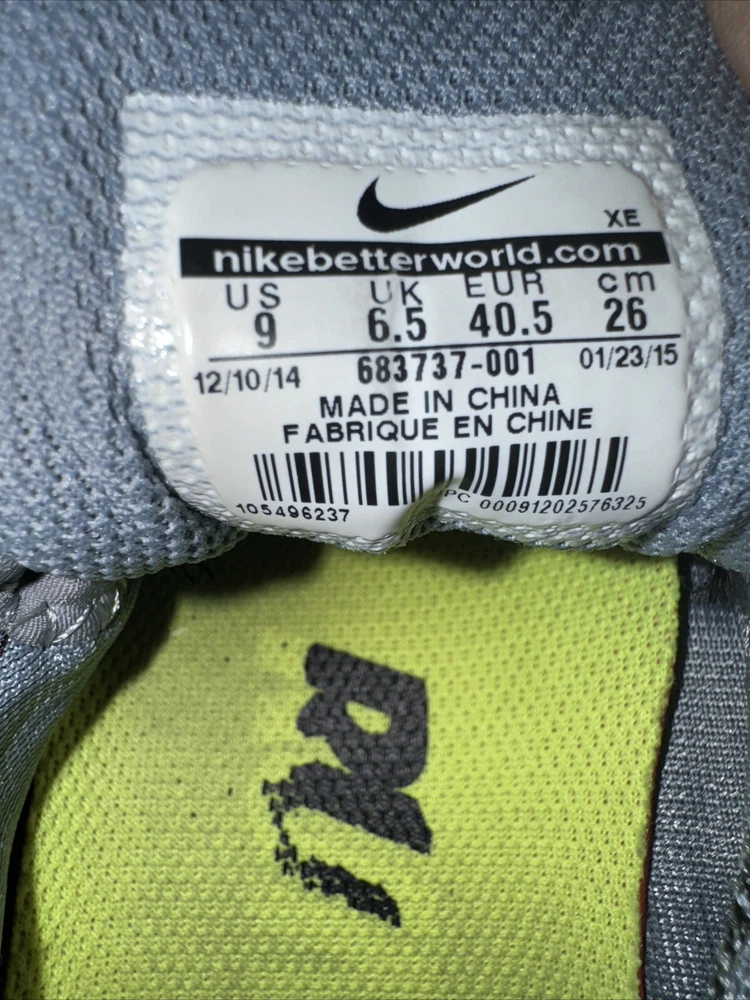 XE
nikebetterworld.com
US UK EUR cm
9 6.5 40.5 26
12/10/14 683737-001 01/23/15
MADE IN CHINA
FABRIQUE EN CHINE
105496237 PC 00091202576325